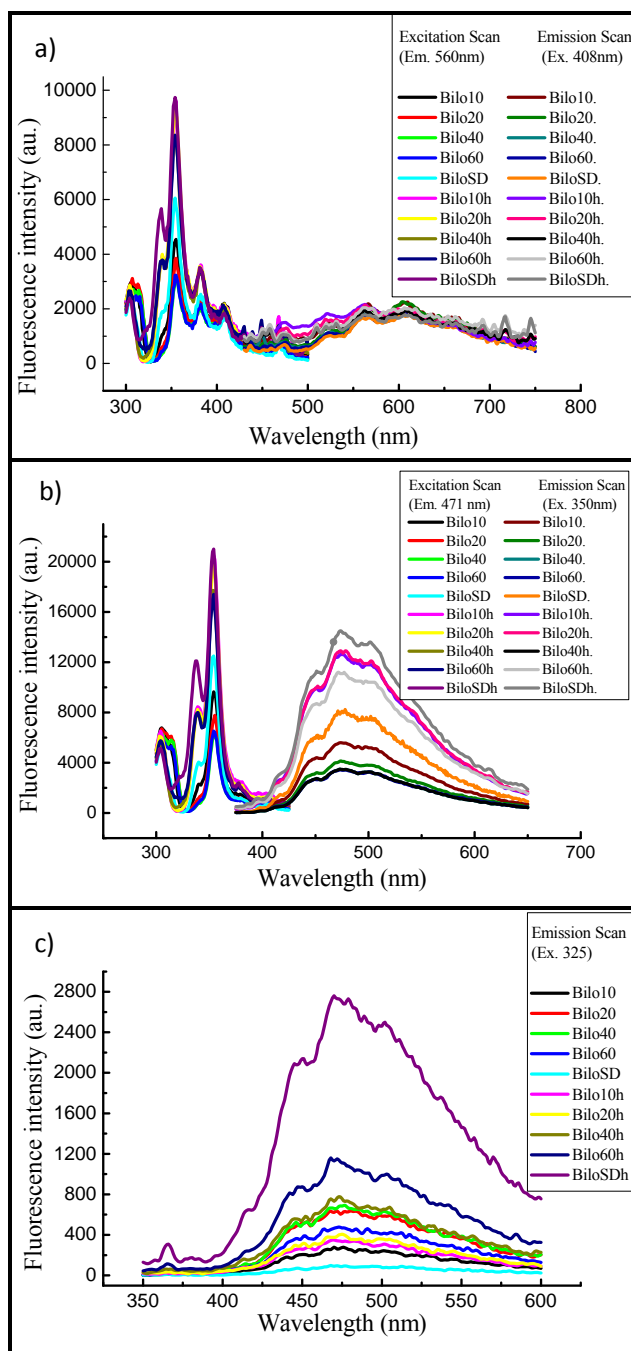 a)
Excitation Scan Emission Scan
(Em. 560nm) (Ex. 408nm)
Bilo10 Bilo10.
Bilo20 Bilo20.
Bilo40 Bilo40.
Bilo60 Bilo60.
BiloSD BiloSD.
Bilo10h Bilo10h.
Bilo20h Bilo20h.
Bilo40h Bilo40h.
Bilo60h Bilo60h.
BiloSDh BiloSDh.
Fluorescence intensity (au.)
10000
8000
6000
4000
2000
0
300 400 500 600 700 800
Wavelength (nm)
b)
Excitation Scan Emission Scan
(Em. 471 nm) (Ex. 350nm)
Bilo10 Bilo10.
Bilo20 Bilo20.
Bilo40 Bilo40.
Bilo60 Bilo60.
BiloSD BiloSD.
Bilo10h Bilo10h.
Bilo20h Bilo20h.
Bilo40h Bilo40h.
Bilo60h Bilo60h.
BiloSDh BiloSDh.
Fluorescence intensity (au.)
20000
16000
12000
8000
4000
0
300 400 500 600 700
Wavelength (nm)
c)
Emission Scan
(Ex. 325)
Bilo10
Bilo20
Bilo40
Bilo60
BiloSD
Bilo10h
Bilo20h
Bilo40h
Bilo60h
BiloSDh
Fluorescence intensity (au.)
2800
2400
2000
1600
1200
800
400
0
350 400 450 500 550 600
Wavelength (nm)